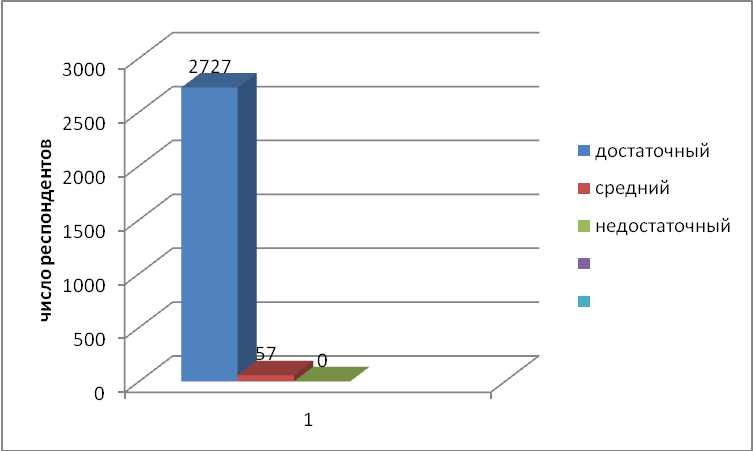 число респондентов
3000
2500
2000
1500
1000
500
0
2727
57
0
1
достаточный
средний
недостаточный